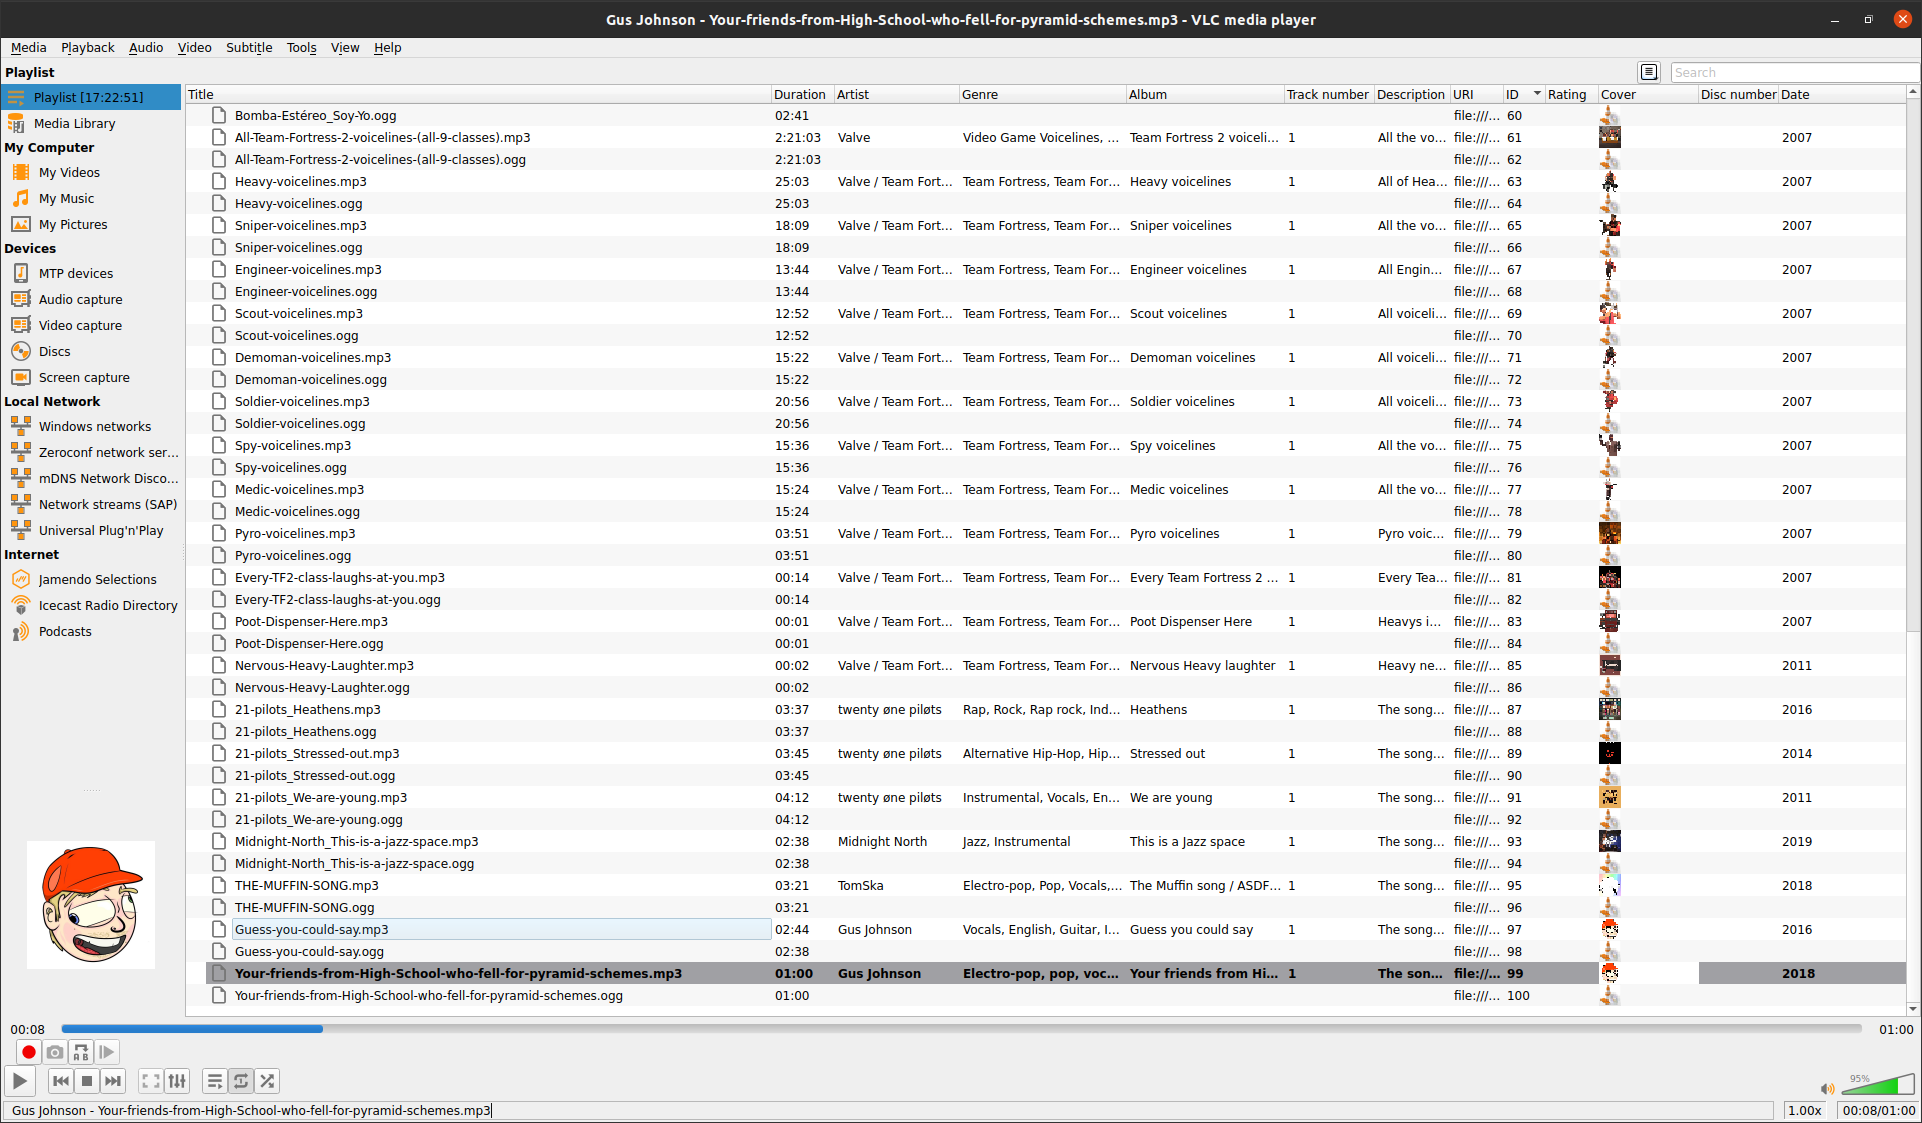 Gus Johnson - Your-friends-from-High-School-who-fell-for-pyramid-schemes.mp3 - VLC media player
Media Playback Audio Video Subtitle Tools View Help
Playlist
Search
Playlist [17:22:51]
Media Library
My Computer
My Videos
My Music
My Pictures
Devices
MTP devices
Audio capture
Video capture
Discs
Screen capture
Local Network
Windows networks
Zeroconf network ser...
mDNS Network Disco...
Network streams (SAP)
Universal Plug'n'Play
Internet
Jamendo Selections
Icecast Radio Directory
Podcasts
Title Duration Artist Genre Album Track number Description URI ID Rating Cover Disc number Date
Bomba-Estéreo_Soy-Yo.ogg 02:41 file:///... 60
All-Team-Fortress-2-voicelines-(all-9-classes).mp3 2:21:03 Valve Video Game Voicelines, ... Team Fortress 2 voiceli... 1 All the vo... file:///... 61 2007
All-Team-Fortress-2-voicelines-(all-9-classes).ogg 2:21:03 file:///... 62
Heavy-voicelines.mp3 25:03 Valve / Team Fort... Team Fortress, Team For... Heavy voicelines 1 All of Hea... file:///... 63 2007
Heavy-voicelines.ogg 25:03 file:///... 64
Sniper-voicelines.mp3 18:09 Valve / Team Fort... Team Fortress, Team For... Sniper voicelines 1 All the vo... file:///... 65 2007
Sniper-voicelines.ogg 18:09 file:///... 66
Engineer-voicelines.mp3 13:44 Valve / Team Fort... Team Fortress, Team For... Engineer voicelines 1 All Engin... file:///... 67 2007
Engineer-voicelines.ogg 13:44 file:///... 68
Scout-voicelines.mp3 12:52 Valve / Team Fort... Team Fortress, Team For... Scout voicelines 1 All voiceli... file:///... 69 2007
Scout-voicelines.ogg 12:52 file:///... 70
Demoman-voicelines.mp3 15:22 Valve / Team Fort... Team Fortress, Team For... Demoman voicelines 1 All voiceli... file:///... 71 2007
Demoman-voicelines.ogg 15:22 file:///... 72
Soldier-voicelines.mp3 20:56 Valve / Team Fort... Team Fortress, Team For... Soldier voicelines 1 All voiceli... file:///... 73 2007
Soldier-voicelines.ogg 20:56 file:///... 74
Spy-voicelines.mp3 15:36 Valve / Team Fort... Team Fortress, Team For... Spy voicelines 1 All the vo... file:///... 75 2007
Spy-voicelines.ogg 15:36 file:///... 76
Medic-voicelines.mp3 15:24 Valve / Team Fort... Team Fortress, Team For... Medic voicelines 1 All the vo... file:///... 77 2007
Medic-voicelines.ogg 15:24 file:///... 78
Pyro-voicelines.mp3 03:51 Valve / Team Fort... Team Fortress, Team For... Pyro voicelines 1 Pyro voic... file:///... 79 2007
Pyro-voicelines.ogg 03:51 file:///... 80
Every-TF2-class-laughs-at-you.mp3 00:14 Valve / Team Fort... Team Fortress, Team For... Every Team Fortress 2 ... 1 Every Tea... file:///... 81 2007
Every-TF2-class-laughs-at-you.ogg 00:14 file:///... 82
Poot-Dispenser-Here.mp3 00:01 Valve / Team Fort... Team Fortress, Team For... Poot Dispenser Here 1 Heavys i... file:///... 83 2007
Poot-Dispenser-Here.ogg 00:01 file:///... 84
Nervous-Heavy-Laughter.mp3 00:02 Valve / Team Fort... Team Fortress, Team For... Nervous Heavy laughter 1 Heavy ne... file:///... 85 2011
Nervous-Heavy-Laughter.ogg 00:02 file:///... 86
21-pilots_Heathens.mp3 03:37 twenty øne piløts Rap, Rock, Rap rock, Ind... Heathens 1 The song... file:///... 87 2016
21-pilots_Heathens.ogg 03:37 file:///... 88
21-pilots_Stressed-out.mp3 03:45 twenty øne piløts Alternative Hip-Hop, Hip... Stressed out 1 The song... file:///... 89 2014
21-pilots_Stressed-out.ogg 03:45 file:///... 90
21-pilots_We-are-young.mp3 04:12 twenty øne piløts Instrumental, Vocals, En... We are young 1 The song... file:///... 91 2011
21-pilots_We-are-young.ogg 04:12 file:///... 92
Midnight-North_This-is-a-jazz-space.mp3 02:38 Midnight North Jazz, Instrumental This is a Jazz space 1 The song... file:///... 93 2019
Midnight-North_This-is-a-jazz-space.ogg 02:38 file:///... 94
THE-MUFFIN-SONG.mp3 03:21 TomSka Electro-pop, Pop, Vocals,... The Muffin song / ASDF... 1 The song... file:///... 95 2018
THE-MUFFIN-SONG.ogg 03:21 file:///... 96
Guess-you-could-say.mp3 02:44 Gus Johnson Vocals, English, Guitar, I... Guess you could say 1 The song... file:///... 97 2016
Guess-you-could-say.ogg 02:38 file:///... 98
Your-friends-from-High-School-who-fell-for-pyramid-schemes.mp3 01:00 Gus Johnson Electro-pop, pop, voc... Your friends from Hi... 1 The son... file://... 99 2018
Your-friends-from-High-School-who-fell-for-pyramid-schemes.ogg 01:00 file:///... 100
00:08 01:00
A B
95%
Gus Johnson - Your-friends-from-High-School-who-fell-for-pyramid-schemes.mp3 1.00x 00:08/01:00